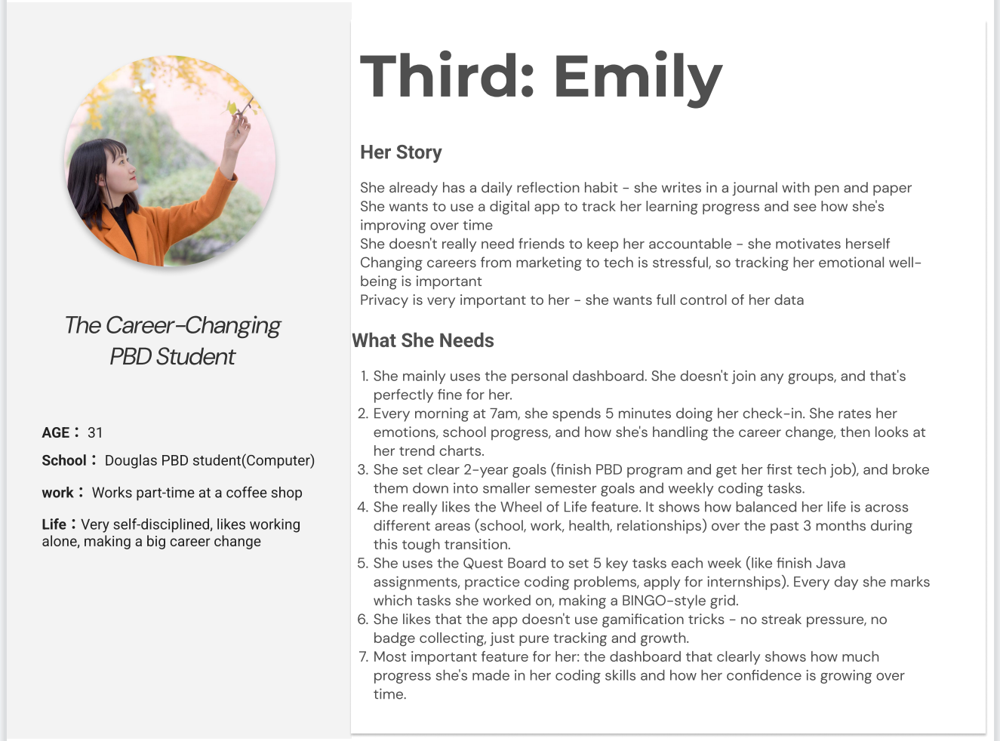 Third: Emily
Her Story
She already has a daily reflection habit - she writes in a journal with pen and paper
She wants to use a digital app to track her learning progress and see how she's
improving over time
She doesn't really need friends to keep her accountable - she motivates herself
Changing careers from marketing to tech is stressful, so tracking her emotional well-
being is important
Privacy is very important to her - she wants full control of her data
The Career-Changing
PBD Student
AGE： 31
School： Douglas PBD student(Computer)
work： Works part-time at a coffee shop
Life：Very self-disciplined, likes working
alone, making a big career change
What She Needs
1. She mainly uses the personal dashboard. She doesn't join any groups, and that's
perfectly fine for her.
2. Every morning at 7am, she spends 5 minutes doing her check-in. She rates her
emotions, school progress, and how she's handling the career change, then looks at
her trend charts.
3. She set clear 2-year goals (finish PBD program and get her first tech job), and broke
them down into smaller semester goals and weekly coding tasks.
4. She really likes the Wheel of Life feature. It shows how balanced her life is across
different areas (school, work, health, relationships) over the past 3 months during
this tough transition.
5. She uses the Quest Board to set 5 key tasks each week (like finish Java
assignments, practice coding problems, apply for internships). Every day she marks
which tasks she worked on, making a BINGO-style grid.
6. She likes that the app doesn't use gamification tricks - no streak pressure, no
badge collecting, just pure tracking and growth.
7. Most important feature for her: the dashboard that clearly shows how much
progress she's made in her coding skills and how her confidence is growing over
time.